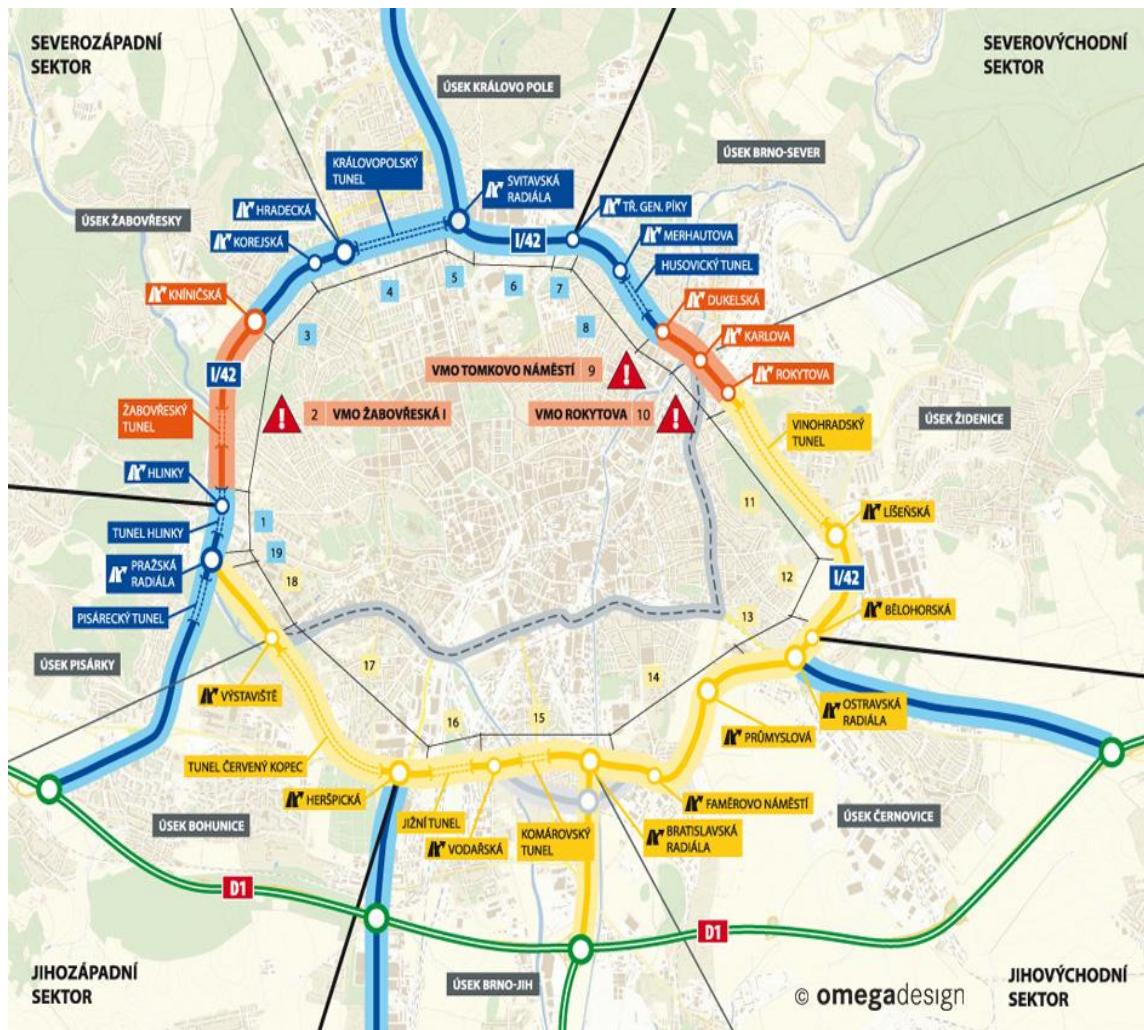 SEVEROZÁPADNÍ
SEKTOR
SEVEROVÝCHODNÍ
SEKTOR
ÚSEK KRÁLOVO POLE
ÚSEK BRNO-SEVER
KRÁLOVOPOLSKÝ
TUNEL
SVITAVSKÁ
RADIÁLA
HRADECKÁ
TŘ. GEN. PÍKY
ÚSEK ŽABOVŘESKY
KOREJSKÁ
I/42
MERHAUTOVA
HUSOVICKÝ TUNEL
5
6
7
4
KNÍNIČSKÁ
DUKELSKÁ
3
8
KARLOVA
I/42
VMO TOMKOVO NÁMĚSTÍ 9
ROKYTOVA
ŽABOVŘESKÝ
TUNEL
2 VMO ŽABOVŘESKÁ I
VMO ROKYTOVA 10
ÚSEK ŽIDENICE
VINOHRADSKÝ
TUNEL
HLINKY
11
LÍŠEŇSKÁ
TUNEL HLINKY
1
19
PRAŽSKÁ
RADIÁLA
18
12
I/42
PISÁRECKÝ TUNEL
13
BĚLOHORSKÁ
ÚSEK PISÁRKY
17
14
VÝSTAVIŠTĚ
OSTRAVSKÁ
RADIÁLA
16
15
PRŮMYSLOVÁ
TUNEL ČERVENÝ KOPEC
HERŠPICKÁ
FAMĚROVO NÁMĚSTÍ
ÚSEK BOHUNICE
JIŽNÍ TUNEL
KOMÁROVSKÝ
TUNEL
BRATISLAVSKÁ
RADIÁLA
ÚSEK ČERNOVICE
VODAŘSKÁ
D1
D1
JIHOZÁPADNÍ
SEKTOR
ÚSEK BRNO-JIH
JIHOVÝCHODNÍ
SEKTOR
© omegadesign